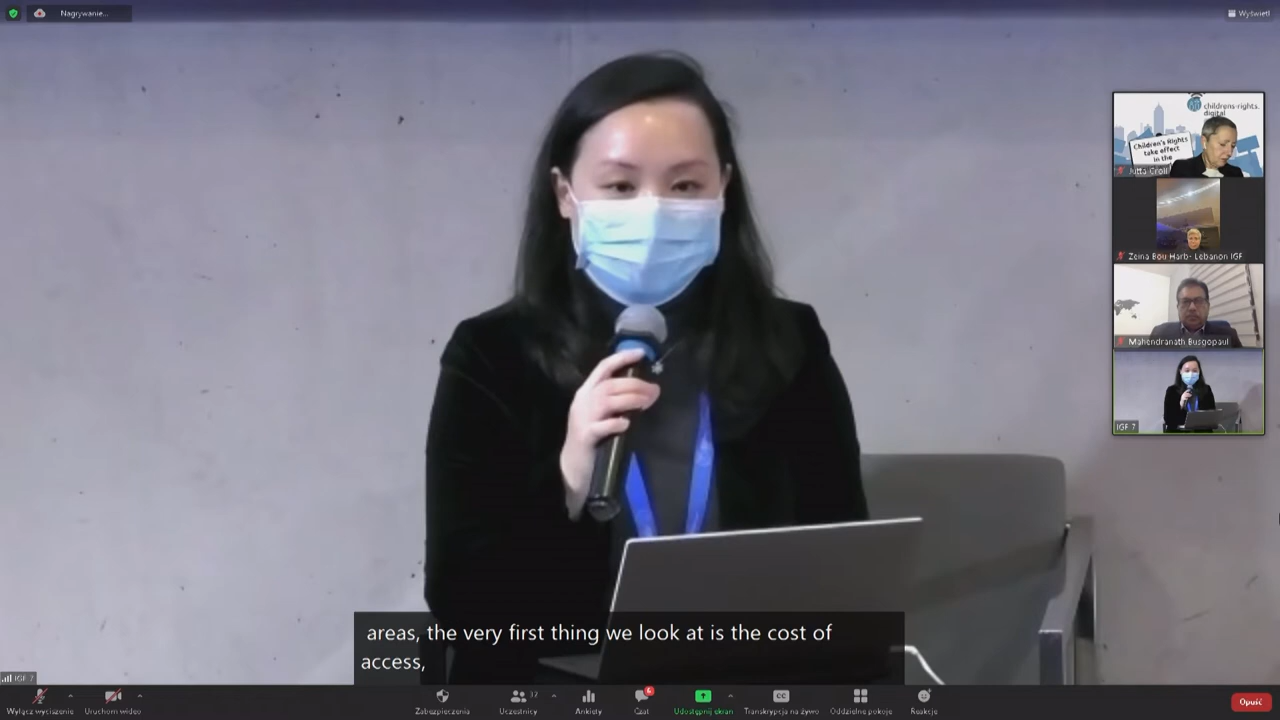 Nagrywanie...
Wyświetl
childrens-rights.
digital
Children's Rights
take effect
in the
Jutta Croll
Zeina Bou Harb- Lebanon IGF
Mahendranath Busgopaul
IGF 7
areas, the very first thing we look at is the cost of
access,
IGF 7
Wyłącz wyciszenie
Uruchom wideo
Zabezpieczenia
Uczestnicy
Ankiety
6
Czat
Udostępnij ekran
CC
Transkrypcja na żywo
Oddzielne pokoje
Reakcje
Opuść